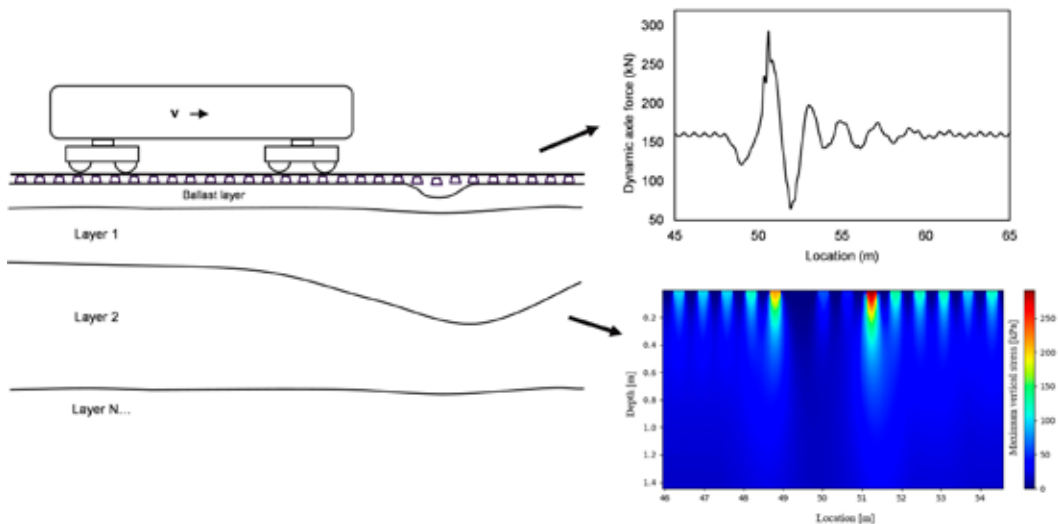 v
Ballast layer
Layer 1
Layer 2
Layer N...
300
250
200
150
100
50
Dynamic axle force (kN)
45 50 55 60 65
Location (m)
0.2
0.4
0.6
0.8
1.0
1.2
1.4
Depth [m]
46 47 48 49 50 51 52 53 54
Location [m]
250
200
150
100
50
0
Maximum vertical stress [kPa]